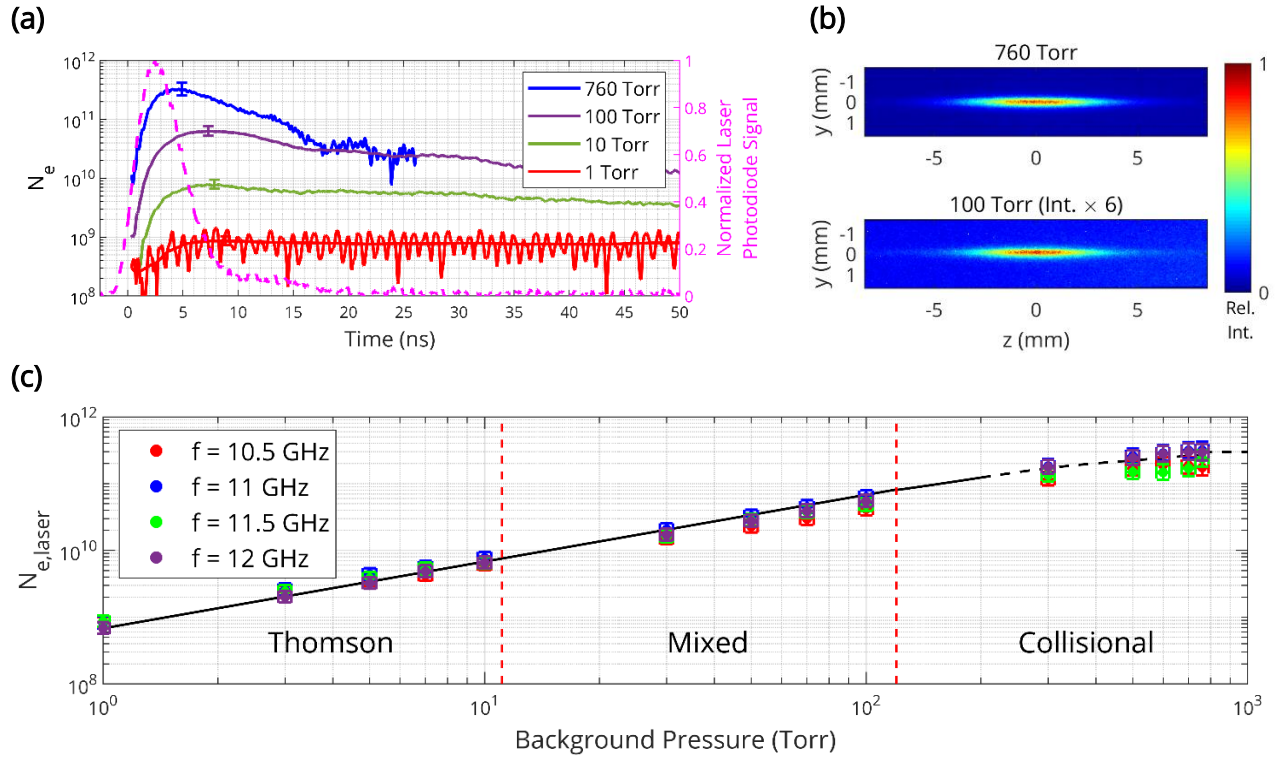 (a)
10¹²
10¹¹
10¹⁰
10⁹
10⁸
Nₑ
760 Torr
100 Torr
10 Torr
1 Torr
1
0.8
0.6
0.4
0.2
0
Normalized Laser
Photodiode Signal
0 5 10 15 15 20 25 30 35 40 45 50
Time (ns)
(b)
760 Torr
y (mm)
-1
0
1
-5 0 5
100 Torr (Int. × 6)
y (mm)
-1
0
1
-5 0 5
z (mm)
1
0
Rel.
Int.
(c)
10¹²
10¹⁰
10⁸
Nₑ,laser
f = 10.5 GHz
f = 11 GHz
f = 11.5 GHz
f = 12 GHz
Thomson Mixed Collisional
10⁰ 10¹ 10² 10³
Background Pressure (Torr)